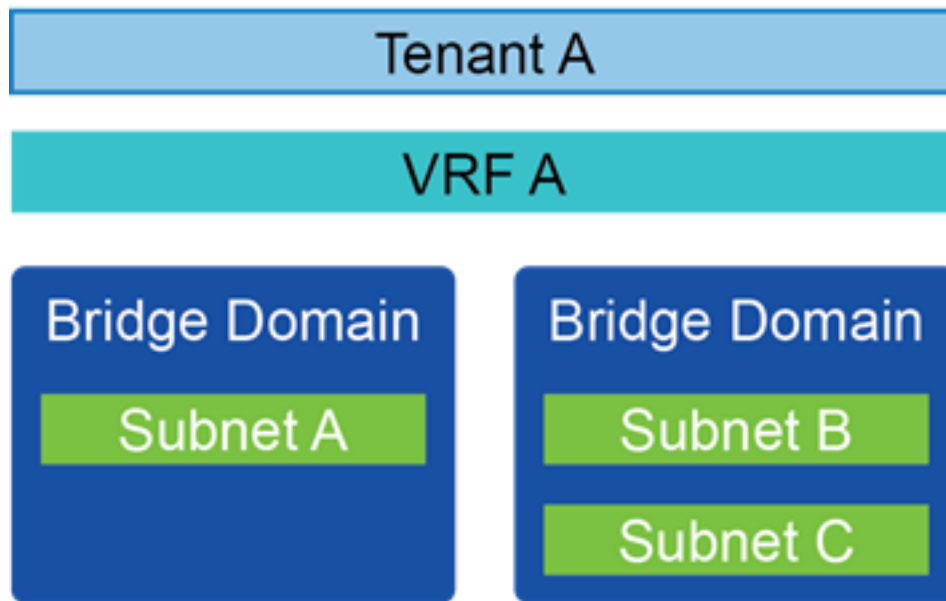 Tenant A
VRF A
Bridge Domain
Subnet A
Bridge Domain
Subnet B
Subnet C